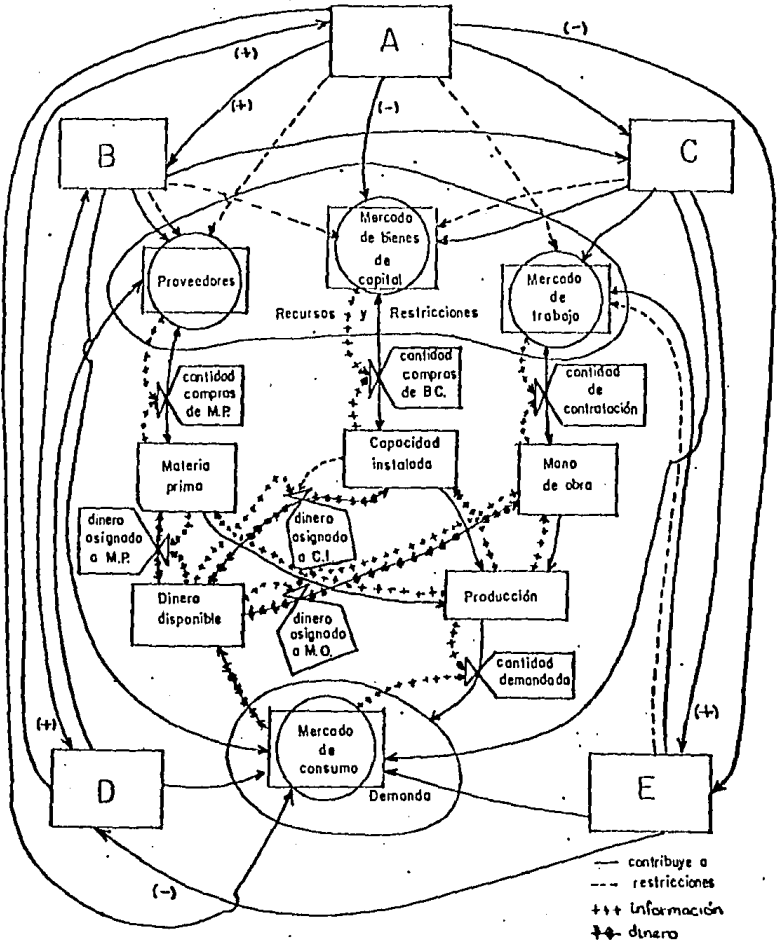 A
(+)
(-)
(+)
(-)
B
C
Mercado
de bienes
de
capital
Proveedores
Mercado
de
trabajo
Recursos y Restricciones
cantidad
compras
de M.P.
cantidad
compras
de B.C.
cantidad
de
contratación
Materia
prima
Capacidad
instalada
Mano
de obra
dinero
asignado
a M.P.
dinero
asignado
a C.I.
Dinero
disponible
dinero
asignado
a M.O.
Producción
cantidad
demandada
Mercado
de
consumo
Demanda
(+)
(+)
D
E
(-)
contribuye a
restricciones
información
dinero